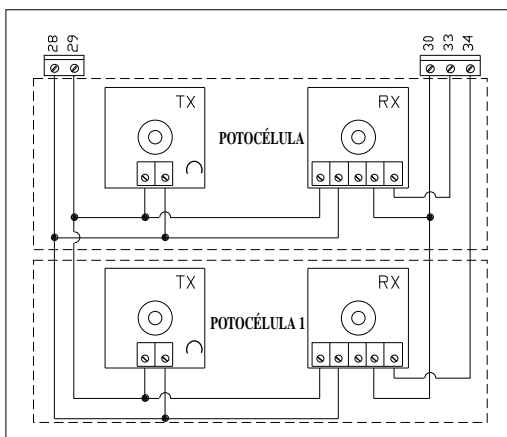 28 29 30 33 34
TX RX
POTOCÉLULA
TX RX
POTOCÉLULA 1